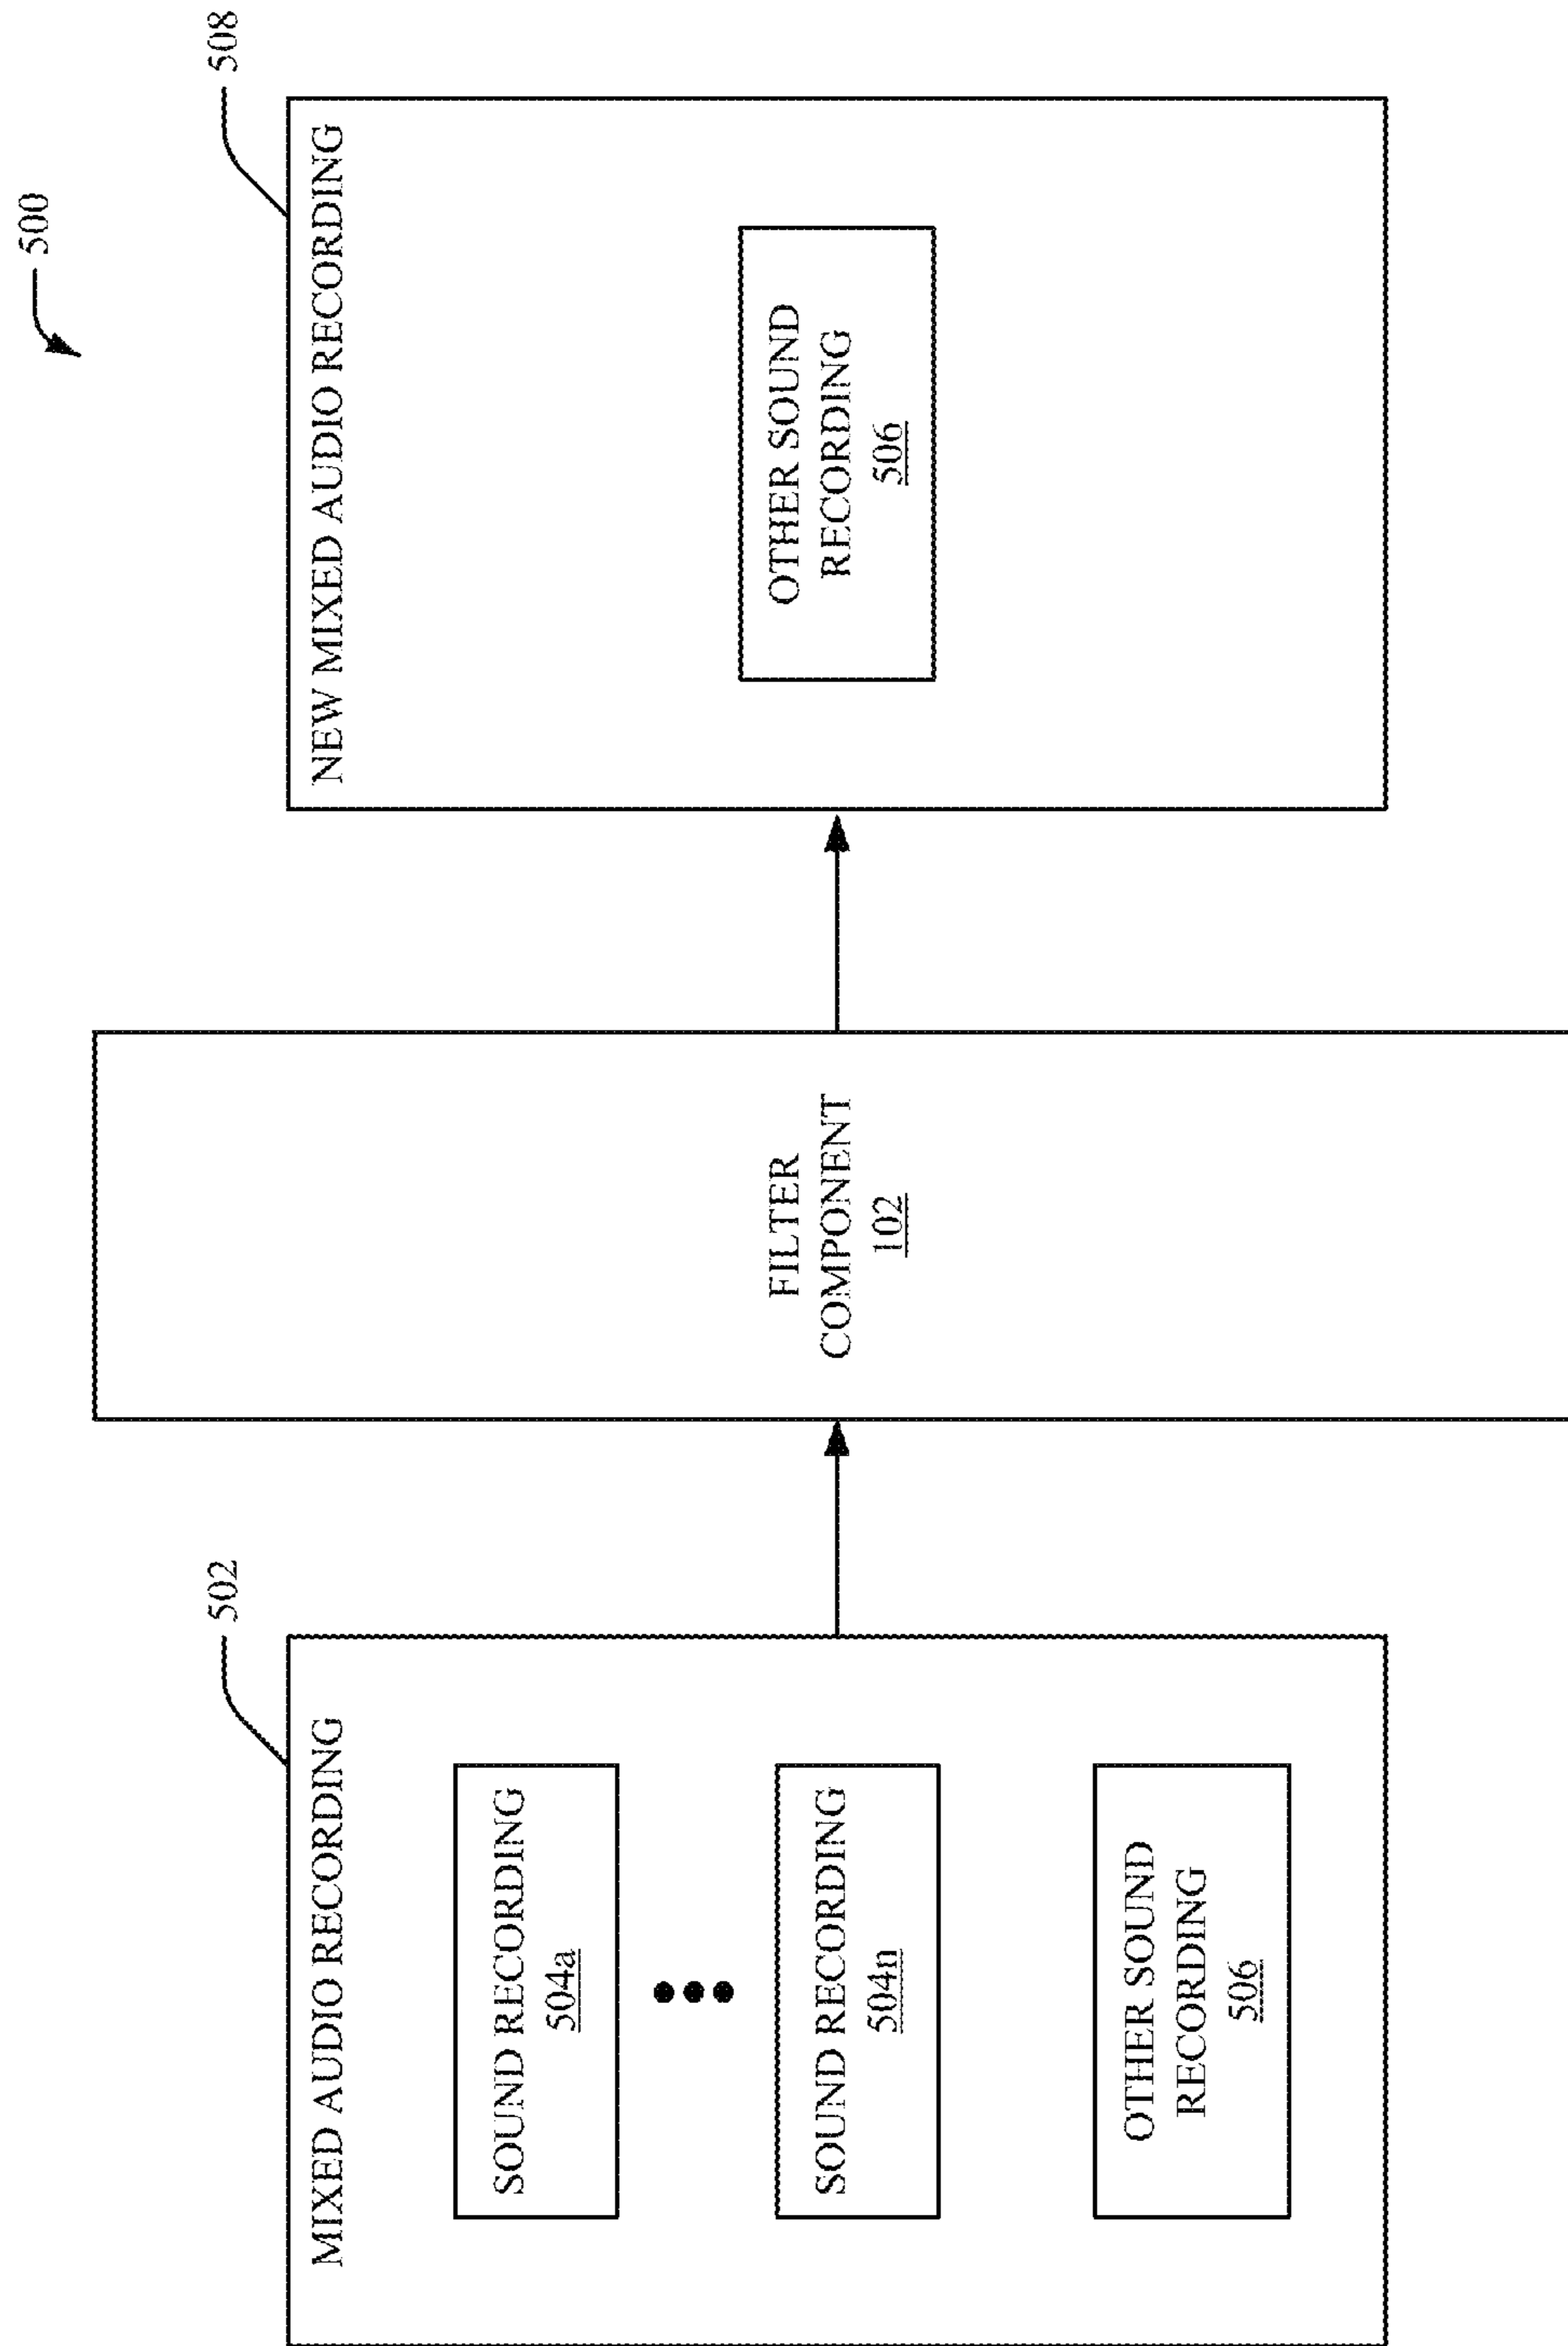 500
502
MIXED AUDIO RECORDING
SOUND RECORDING
504a
SOUND RECORDING
504n
OTHER SOUND
RECORDING
506
FILTER
COMPONENT
102
508
NEW MIXED AUDIO RECORDING
OTHER SOUND
RECORDING
506